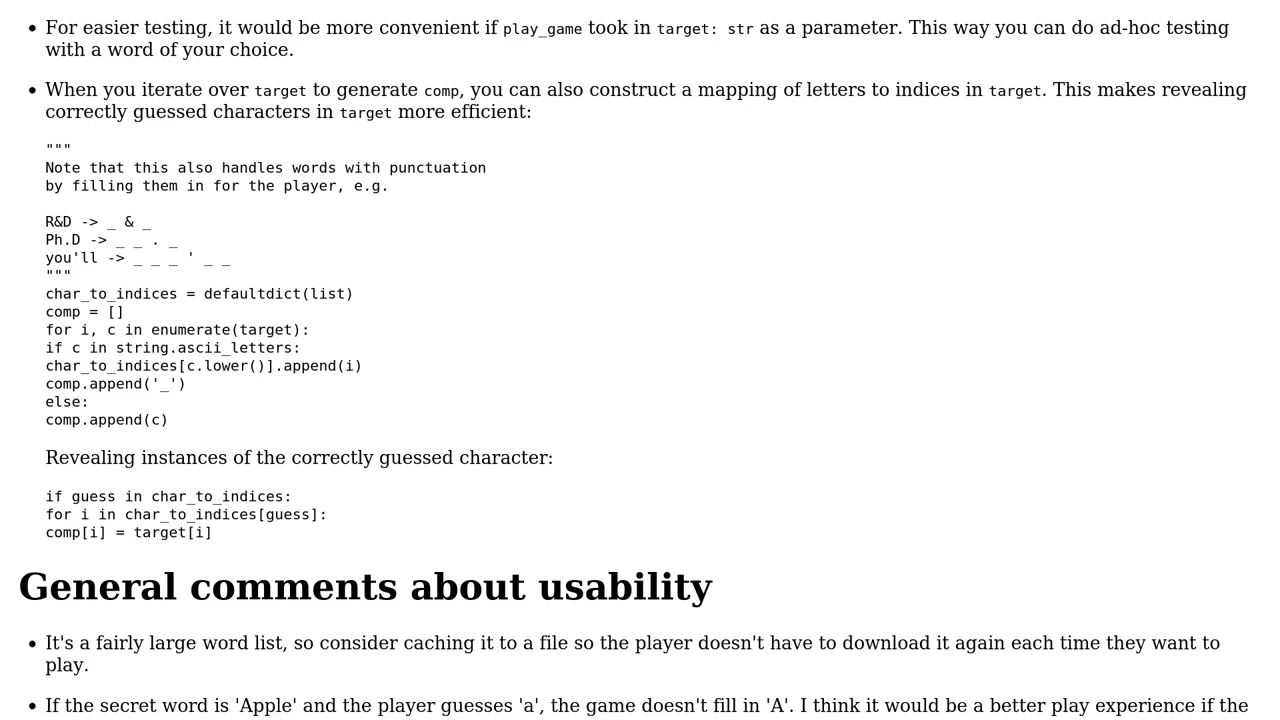 • For easier testing, it would be more convenient if play_game took in target: str as a parameter. This way you can do ad-hoc testing
with a word of your choice.
• When you iterate over target to generate comp, you can also construct a mapping of letters to indices in target. This makes revealing
correctly guessed characters in target more efficient:
"""
Note that this also handles words with punctuation
by filling them in for the player, e.g.
R&D -> _ & _
Ph.D -> _ _ . _
you'll -> _ _ _ ' _ _
"""
char_to_indices = defaultdict(list)
comp = []
for i, c in enumerate(target):
if c in string.ascii_letters:
char_to_indices[c.lower()].append(i)
comp.append('_')
else:
comp.append(c)
Revealing instances of the correctly guessed character:
if guess in char_to_indices:
for i in char_to_indices[guess]:
comp[i] = target[i]
General comments about usability
• It's a fairly large word list, so consider caching it to a file so the player doesn't have to download it again each time they want to
play.
• If the secret word is 'Apple' and the player guesses 'a', the game doesn't fill in 'A'. I think it would be a better play experience if the